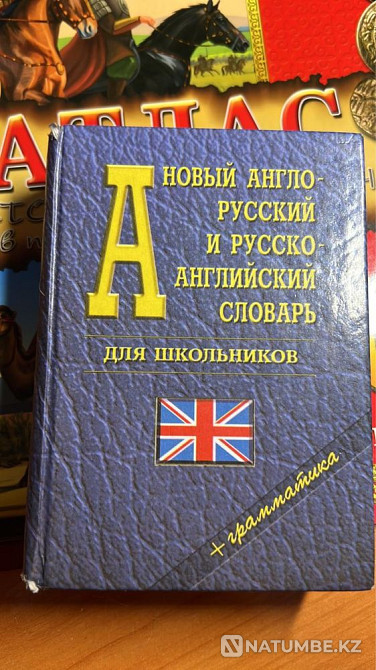 АТЛАС
А
НОВЫЙ АНГЛО-
РУССКИЙ
И РУССКО-
АНГЛИЙСКИЙ
СЛОВАРЬ
ДЛЯ ШКОЛЬНИКОВ
+грамматика
NATUMBE.KZ